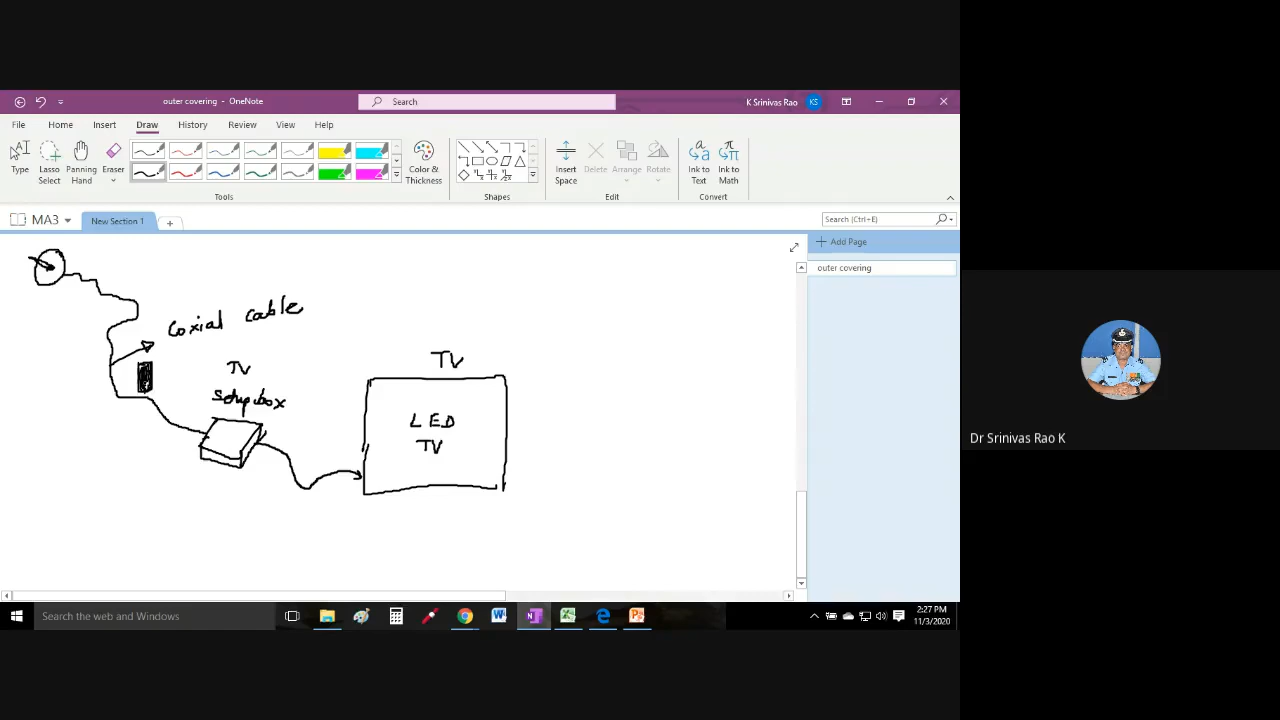 outer covering - OneNote
Search
K Srinivas Rao
KS
File Home Insert Draw History Review View Help
Type
Lasso Select
Panning Hand
Eraser
Color & Thickness
Insert Space
Delete
Arrange
Rotate
Ink to Text
Ink to Math
Tools
Shapes
Edit
Convert
MA3
New Section 1
Search (Ctrl+E)
Add Page
outer covering
Coxial cable
TV
Setupbox
TV
LED
TV
Dr Srinivas Rao K
Search the web and Windows
2:27 PM
11/3/2020